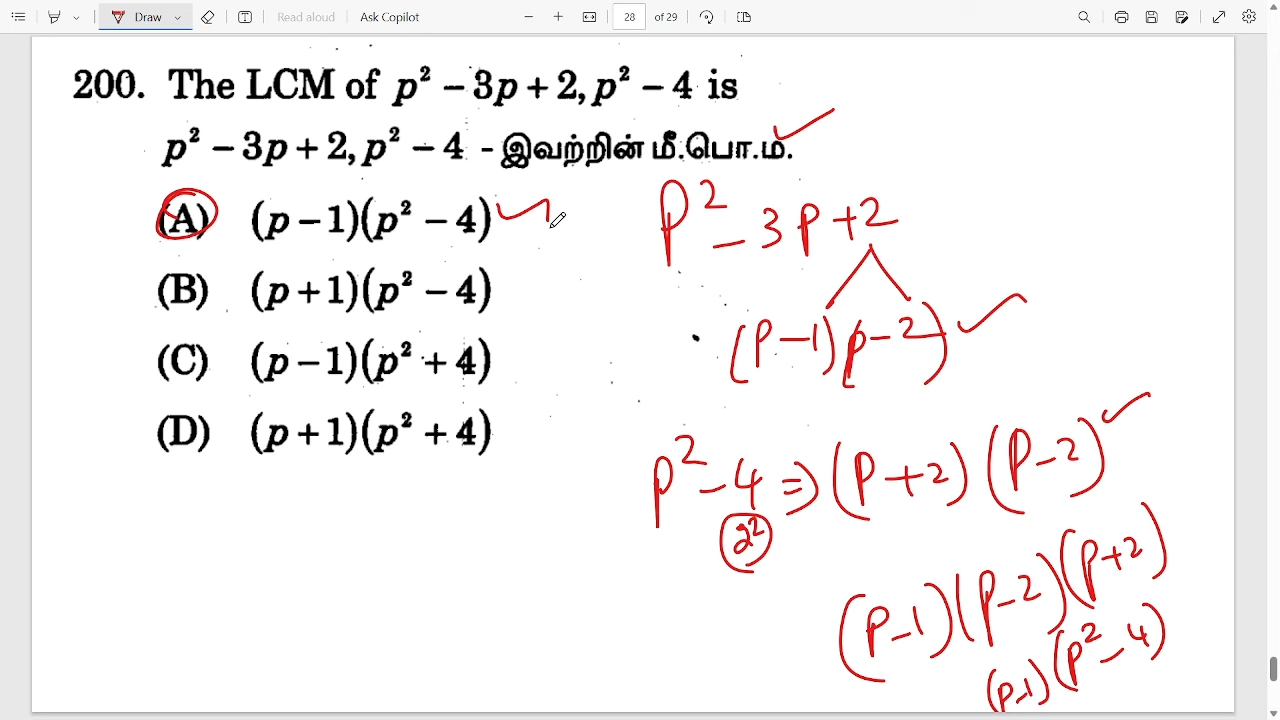 Draw Read aloud Ask Copilot 28 of 29
200. The LCM of p² – 3p + 2, p² – 4 is
p² – 3p + 2, p² – 4 - இவற்றின் மீ.பொ.ம.
(A) (p – 1)(p² – 4)
(B) (p + 1)(p² – 4)
(C) (p – 1)(p² + 4)
(D) (p + 1)(p² + 4)
p² – 3p + 2
(p – 1)(p – 2)
p² – 4 ⇒ (p + 2)(p – 2)
2²
(p – 1)(p – 2)(p + 2)
(p – 1)(p² – 4)